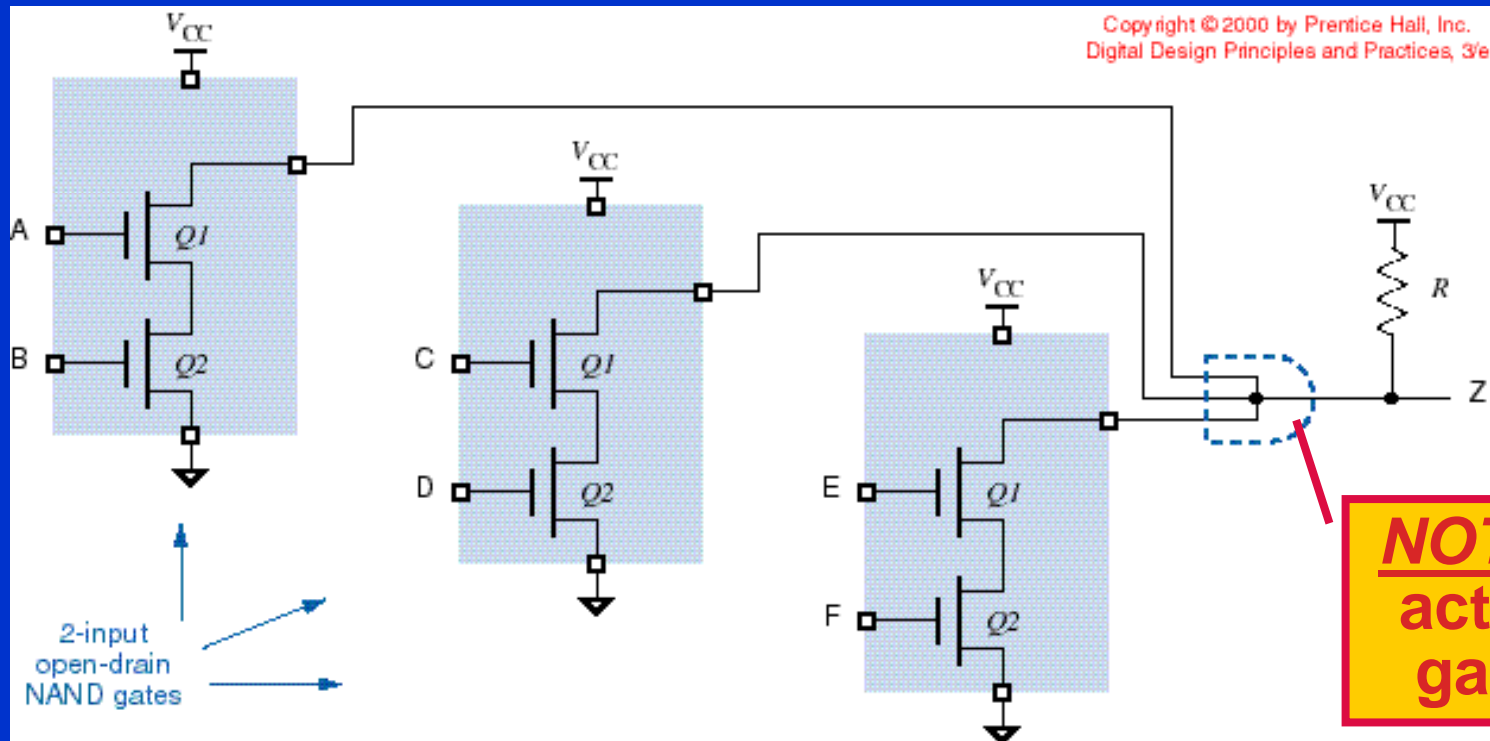 Copyright © 2000 by Prentice Hall, Inc.
Digital Design Principles and Practices, 3/e
VCC
A
Q1
B
Q2
VCC
C
Q1
D
Q2
VCC
E
Q1
F
Q2
VCC
R
Z
2-input
open-drain
NAND gates